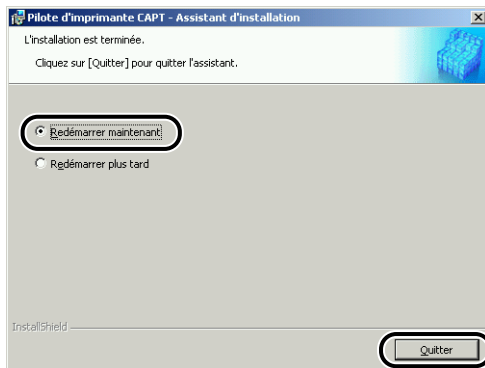 Pilote d'imprimante CAPT - Assistant d'installation
L'installation est terminée.
Cliquez sur [Quitter] pour quitter l'assistant.
Redémarrer maintenant
Redémarrer plus tard
InstallShield
Quitter